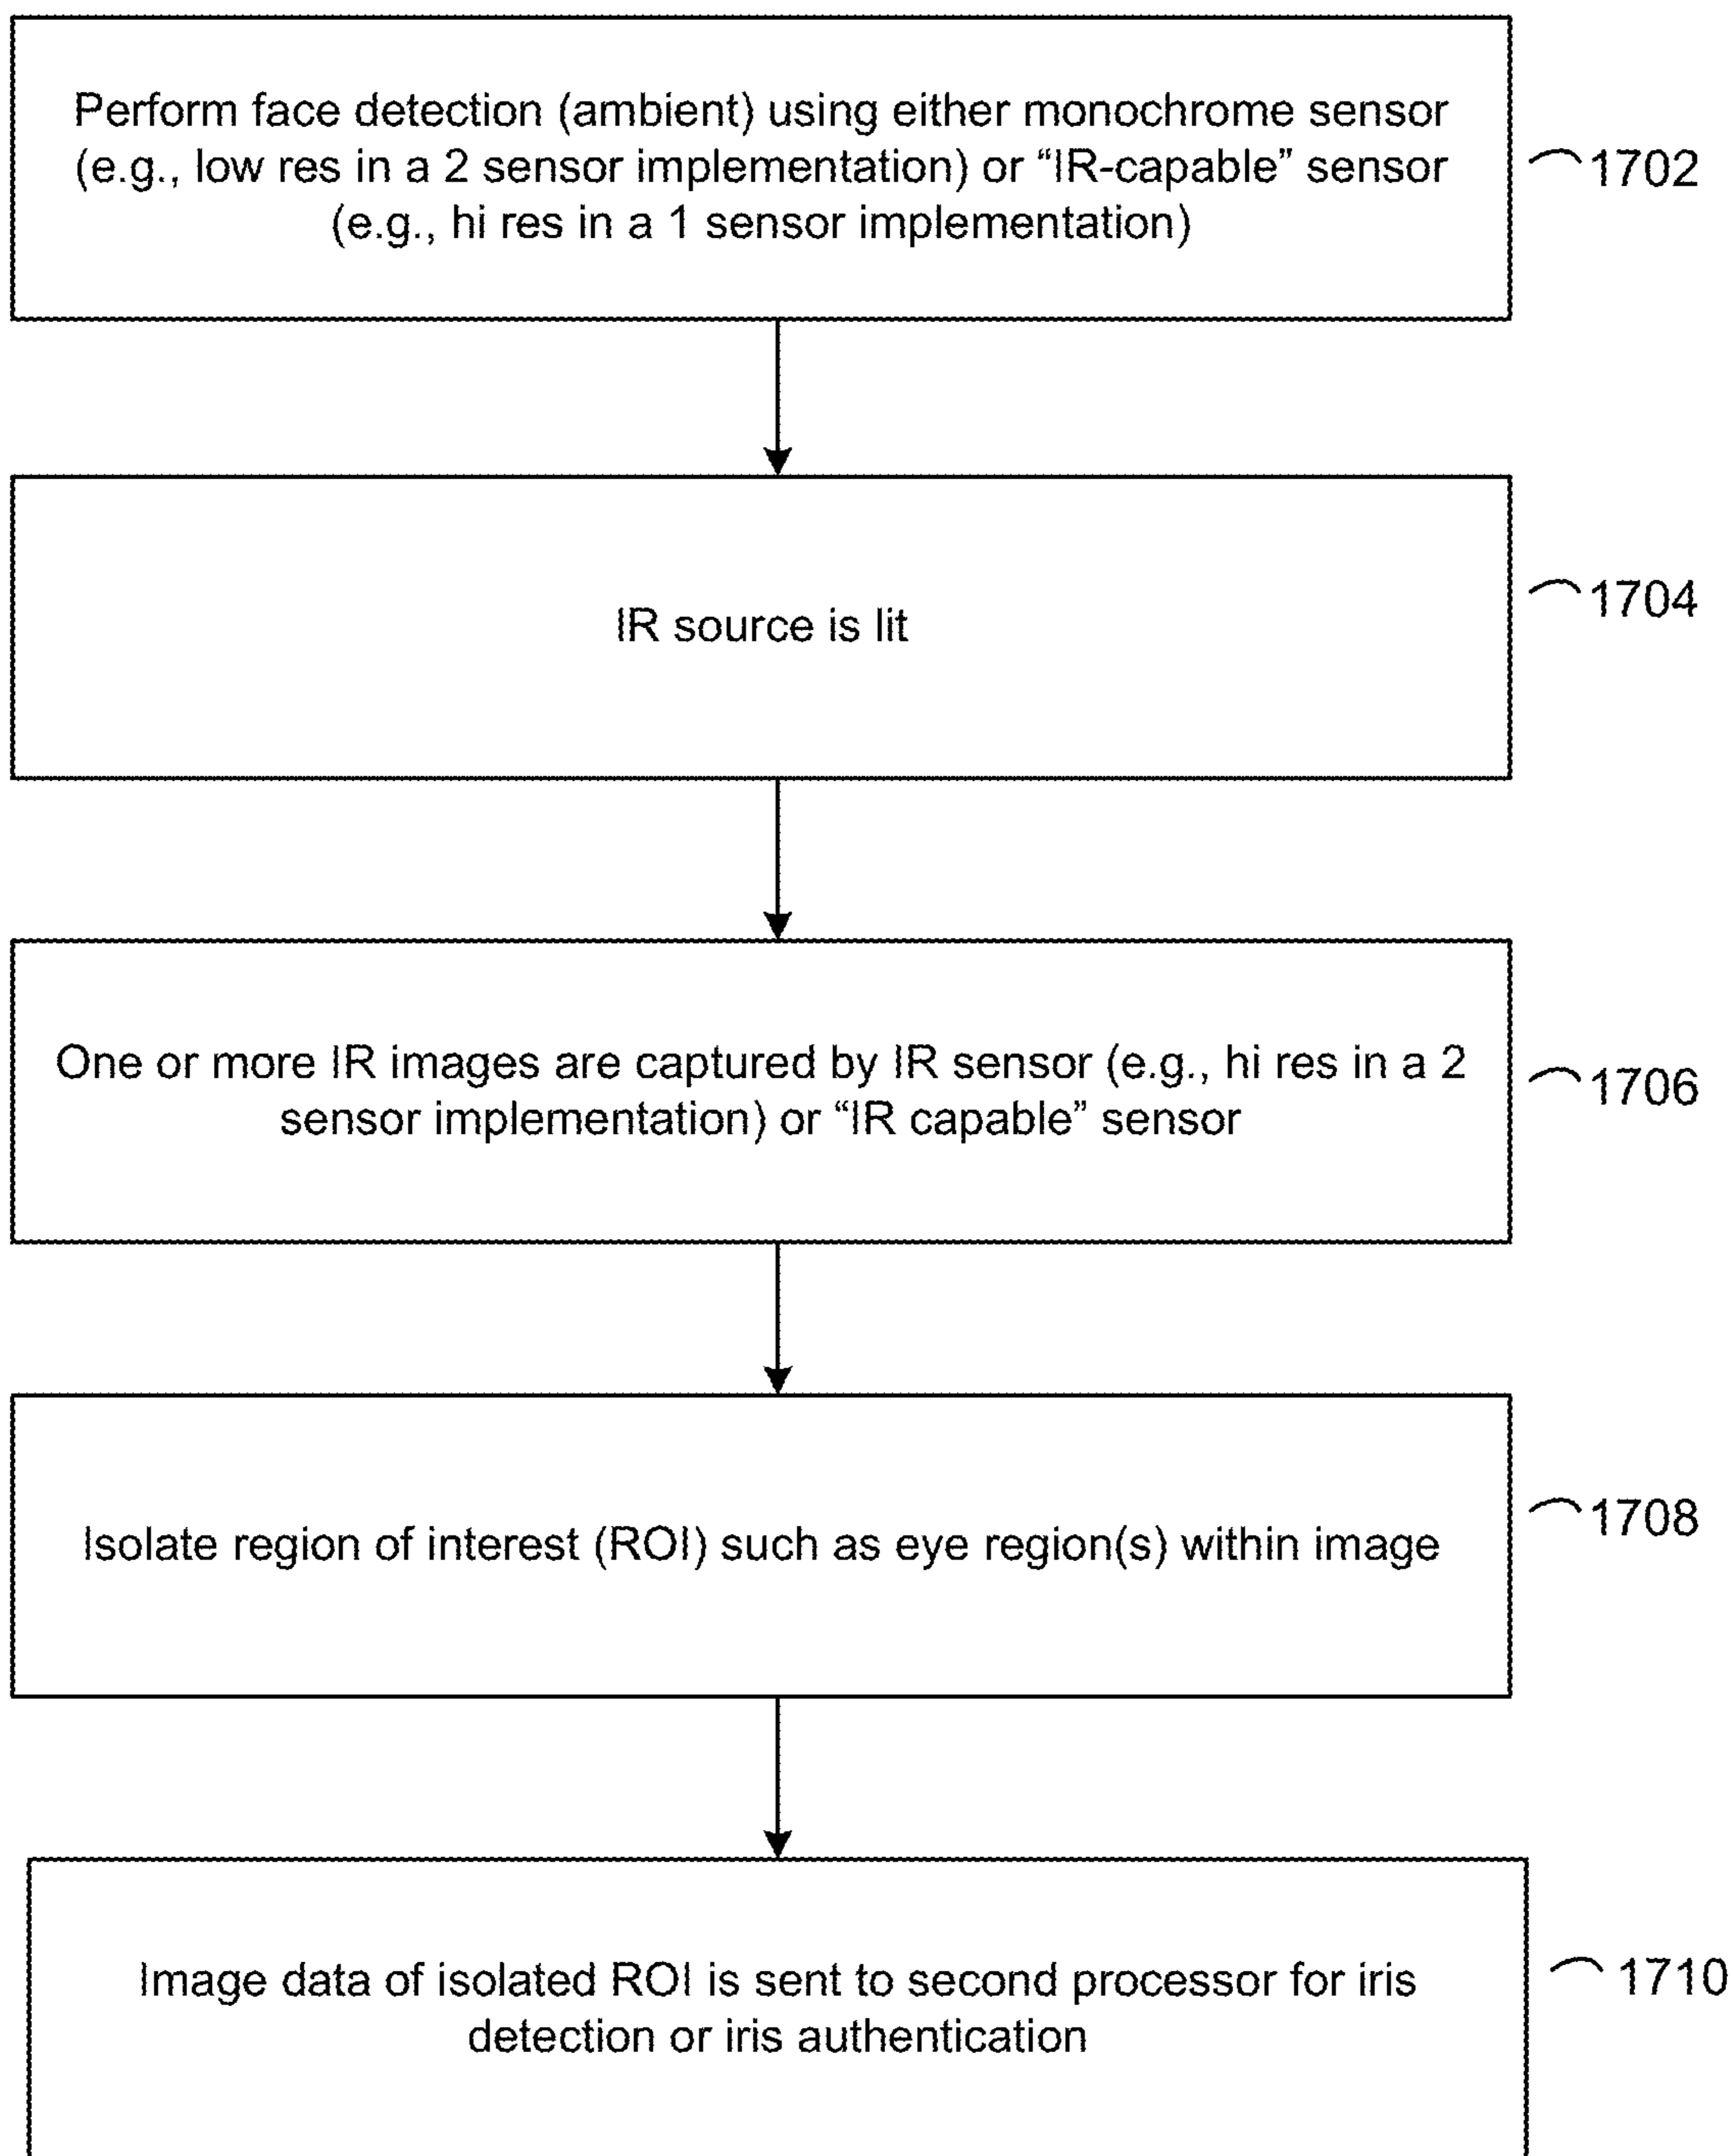 Perform face detection (ambient) using either monochrome sensor
(e.g., low res in a 2 sensor implementation) or “IR-capable” sensor
(e.g., hi res in a 1 sensor implementation)
1702
IR source is lit
1704
One or more IR images are captured by IR sensor (e.g., hi res in a 2
sensor implementation) or “IR capable” sensor
1706
Isolate region of interest (ROI) such as eye region(s) within image
1708
Image data of isolated ROI is sent to second processor for iris
detection or iris authentication
1710